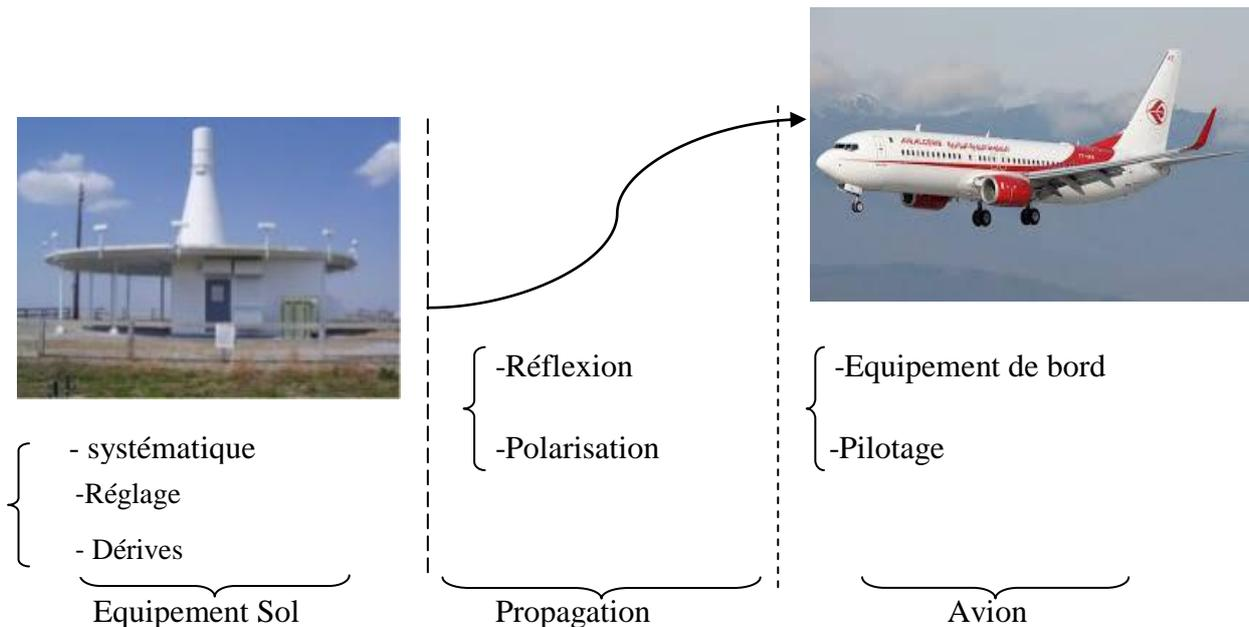 -Réflexion
-Polarisation
-Equipement de bord
-Pilotage
- systématique
-Réglage
- Dérives
Equipement Sol
Propagation
Avion